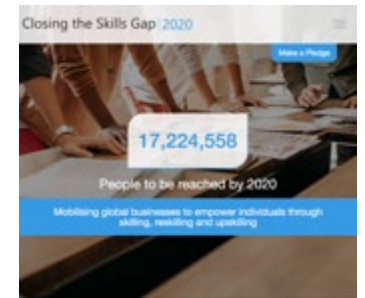 Closing the Skills Gap 2020
Make a Pledge
17,224,558
People to be reached by 2020
Mobilising global businesses to empower individuals through
skilling, reskilling and upskilling